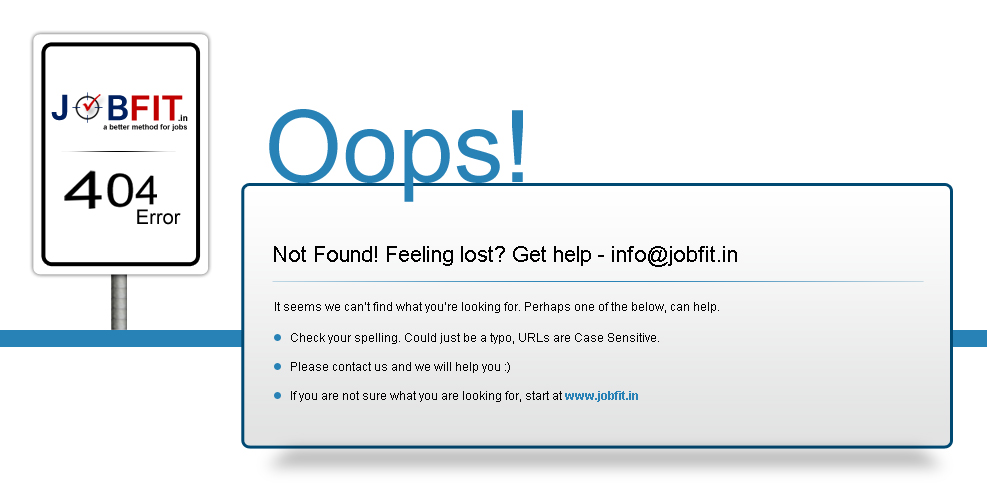 JOBFIT.in
a better method for jobs
404
Error
Oops!
Not Found! Feeling lost? Get help - info@jobfit.in
It seems we can't find what you're looking for. Perhaps one of the below, can help.
Check your spelling. Could just be a typo, URLs are Case Sensitive.
Please contact us and we will help you :)
If you are not sure what you are looking for, start at www.jobfit.in